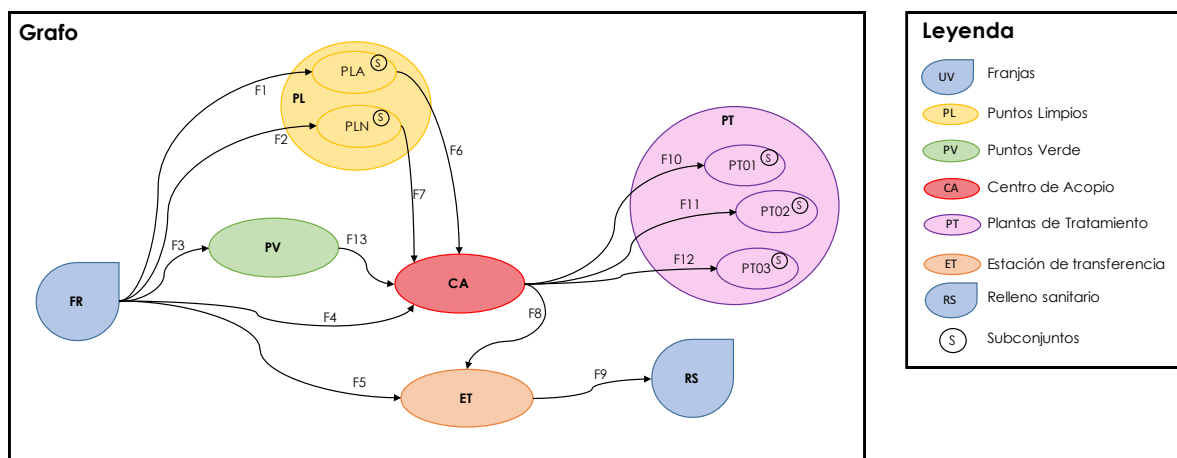 Grafo
PLA
S
F1
PL
PLN
S
F2
F6
F7
PT
F10
PT01
S
F11
PT02
S
F3
PV
F13
F12
PT03
S
CA
FR
F4
F8
F5
ET
F9
RS
Leyenda
UV Franjas
PL Puntos Limpios
PV Puntos Verde
CA Centro de Acopio
PT Plantas de Tratamiento
ET Estación de transferencia
RS Relleno sanitario
S Subconjuntos